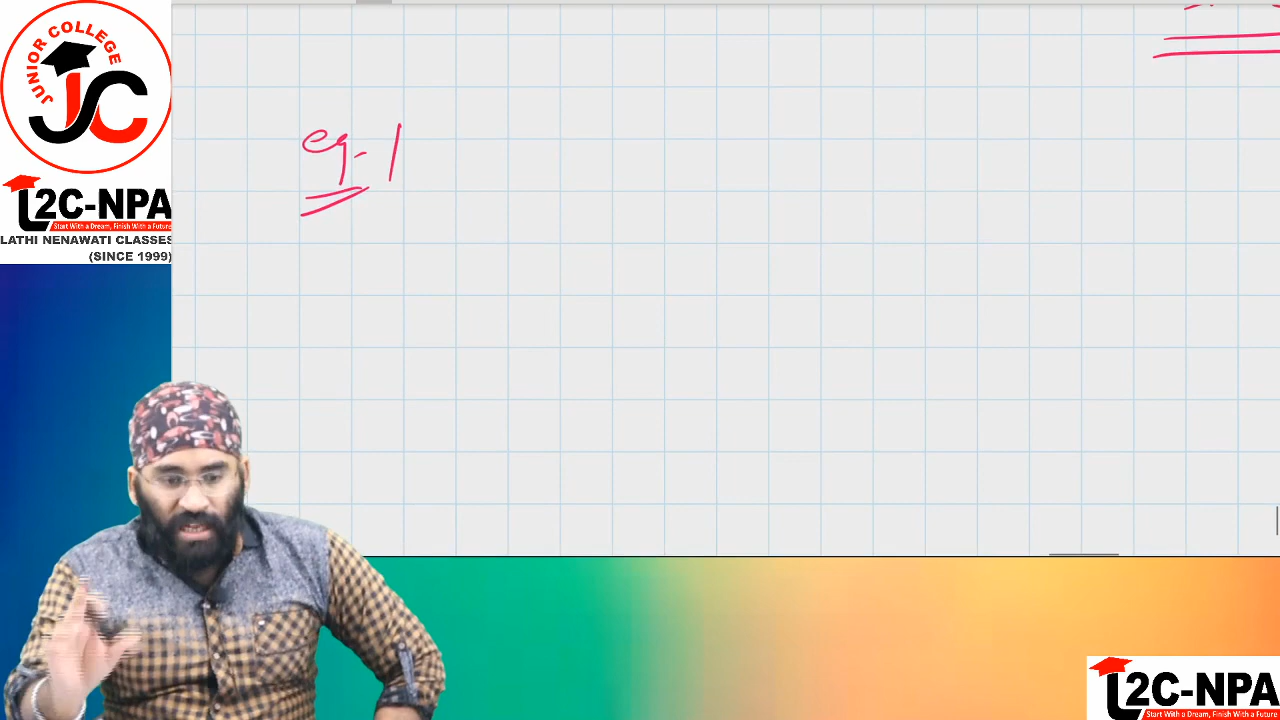 JUNIOR COLLEGE
JC
L2C-NPA
Start With a Dream, Finish With a Future
LATHI NENAWATI CLASSES
(SINCE 1999)
eg. 1
L2C-NPA
Start With a Dream, Finish With a Future